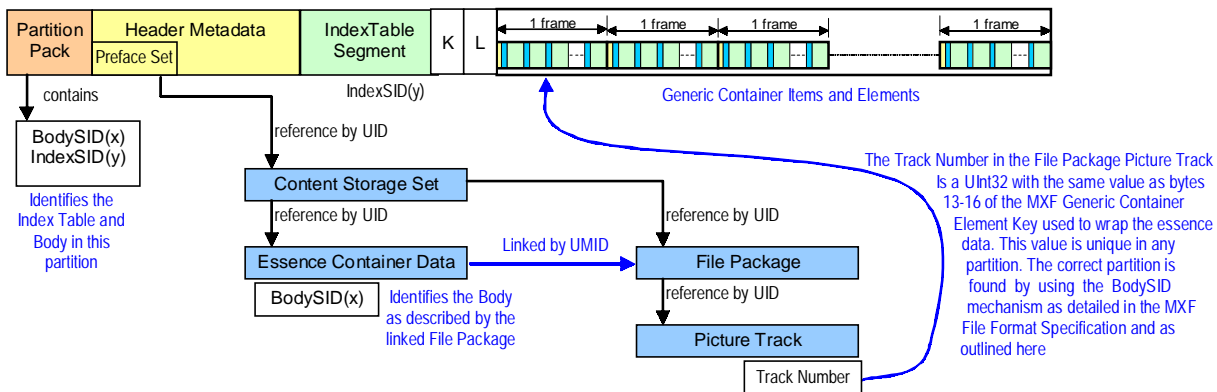 Partition
Pack
Header Metadata
Preface Set
IndexTable
Segment
K
L
1 frame
1 frame
1 frame
1 frame
contains
IndexSID(y)
Generic Container Items and Elements
BodySID(x)
IndexSID(y)
reference by UID
Identifies the
Index Table and
Body in this
partition
Content Storage Set
reference by UID
reference by UID
Essence Container Data
Linked by UMID
File Package
BodySID(x)
Identifies the Body
as described by the
linked File Package
reference by UID
Picture Track
Track Number
The Track Number in the File Package Picture Track
Is a UInt32 with the same value as bytes
13-16 of the MXF Generic Container
Element Key used to wrap the essence
data. This value is unique in any
partition. The correct partition is
found by using the BodySID
mechanism as detailed in the MXF
File Format Specification and as
outlined here